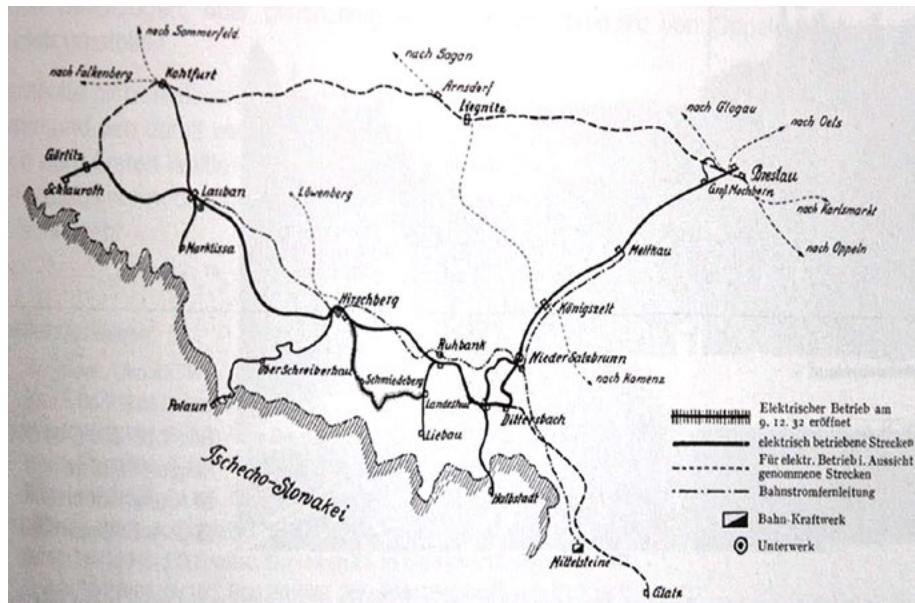 nach Sommerfeld
nach Falkenberg
Kohlfurt
nach Sagan
Arnsdorf
Liegnitz
nach Glogau
nach Oels
Görlitz
Schlauroth
Lauban
Löwenberg
Breslau
Groß Mochbern
nach Karlsmarkt
nach Oppeln
Marklissa
Metkau
Hirschberg
Königszelt
Ruhbank
Nieder Salzbrunn
Ober Schreiberhau
Schmiedeberg
nach Kamenz
Polaun
Landeshut
Dittersbach
Liebau
Tschecho-Slowakei
Halbstadt
Mittelsteine
Glatz
Elektrischer Betrieb am
9. 12. 32 eröffnet
elektrisch betriebene Strecken
Für elektr. Betrieb i. Aussicht
genommene Strecken
Bahnstromfernleitung
Bahn-Kraftwerk
Unterwerk